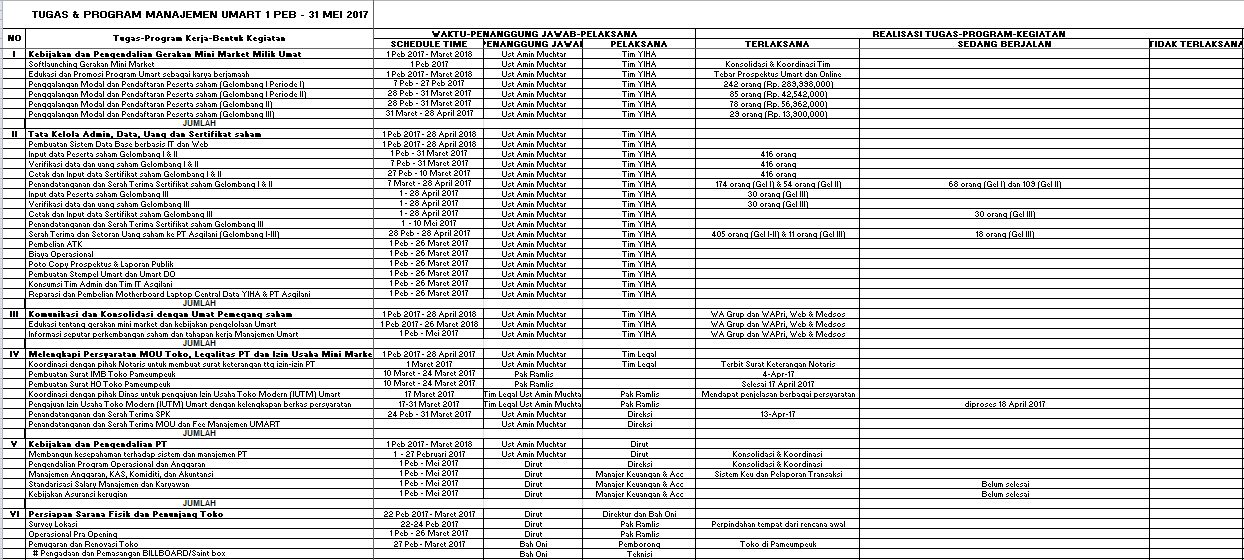 TUGAS & PROGRAM MANAJEMEN UMART 1 PEB - 31 MEI 2017
NO Tugas-Program Kerja-Bentuk Kegiatan WAKTU-PENANGGUNG JAWAB-PELAKSANA REALISASI TUGAS-PROGRAM-KEGIATAN
SCHEDULE TIME PENANGGUNG JAWAB PELAKSANA TERLAKSANA SEDANG BERJALAN TIDAK TERLAKSANA
I Kebijakan dan Pengendalian Gerakan Mini Market Milik Umat 1 Peb 2017 - Maret 2018 Ust Amin Muchtar Tim YIHA
Softlaunching Gerakan Mini Market 1 Peb 2017 Ust Amin Muchtar Tim YIHA Konsolidasi & Koordinasi Tim
Edukasi dan Promosi Program Umart sebagai karya berjamaah 1 Peb 2017 - Maret 2018 Ust Amin Muchtar Tim YIHA Tebar Prospektus Umart dan Online
Penggalangan Modal dan Pendaftaran Peserta saham (Gelombang I Periode I) 7 Peb - 27 Peb 2017 Ust Amin Muchtar Tim YIHA 242 orang (Rp. 289,998,000)
Penggalangan Modal dan Pendaftaran Peserta saham (Gelombang I Periode II) 28 Peb - 31 Maret 2017 Ust Amin Muchtar Tim YIHA 85 orang (Rp. 42,542,000)
Penggalangan Modal dan Pendaftaran Peserta saham (Gelombang II) 28 Peb - 31 Maret 2017 Ust Amin Muchtar Tim YIHA 78 orang (Rp. 56,962,000)
Penggalangan Modal dan Pendaftaran Peserta saham (Gelombang III) 31 Maret - 28 April 2017 Ust Amin Muchtar Tim YIHA 29 orang (Rp. 13,900,000)
JUMLAH
II Tata Kelola Admin, Data, Uang dan Sertifikat saham 1 Peb 2017 - 28 April 2018 Ust Amin Muchtar Tim YIHA
Pembuatan Sistem Data Base berbasis IT dan Web 1 Peb 2017 - 28 Maret 2017 Ust Amin Muchtar Tim YIHA
Input data Peserta saham Gelombang I & II 1 Peb - 31 Maret 2017 Ust Amin Muchtar Tim YIHA 416 orang
Verifikasi data dan uang saham Gelombang I & II 7 Peb - 31 Maret 2017 Ust Amin Muchtar Tim YIHA 416 orang
Cetak dan Input data Sertifikat saham Gelombang I & II 27 Peb - 10 Maret 2017 Ust Amin Muchtar Tim YIHA 416 orang
Penandatanganan dan Serah Terima Sertifikat saham Gelombang I & II 7 Maret - 28 April 2017 Ust Amin Muchtar Tim YIHA 174 orang (Gel I) & 54 orang (Gel II) 68 orang (Gel I) dan 109 (Gel II)
Input data Peserta saham Gelombang III 1 - 28 April 2017 Ust Amin Muchtar Tim YIHA 30 orang (Gel III)
Verifikasi data dan uang saham Gelombang III 1 - 28 April 2017 Ust Amin Muchtar Tim YIHA 30 orang (Gel III)
Cetak dan Input data Sertifikat saham Gelombang III 1 - 28 April 2017 Ust Amin Muchtar Tim YIHA 30 orang (Gel III)
Penandatanganan dan Serah Terima Sertifikat saham Gelombang III 1 - 10 Mei 2017 Ust Amin Muchtar Tim YIHA
Serah Terima dan Setoran Uang saham ke PT Asgilani (Gelombang I-III) 28 Peb - 28 April 2017 Ust Amin Muchtar Tim YIHA 405 orang (Gel I-II) & 11 orang (Gel III) 18 orang (Gel III)
Pembelian ATK 1 Peb - 26 Maret 2017 Ust Amin Muchtar Tim YIHA
Biaya Operasional 1 Peb - 26 Maret 2017 Ust Amin Muchtar Tim YIHA
Poto Copy Prospektus & Laporan Publik 1 Peb - 26 Maret 2017 Ust Amin Muchtar Tim YIHA
Pembuatan Stempel Umart dan Umart DO 1 Peb - 26 Maret 2017 Ust Amin Muchtar Tim YIHA
Konsumsi Tim Admin dan Tim IT Asgilani 1 Peb - 26 Maret 2017 Ust Amin Muchtar Tim YIHA
Reparasi dan Pembelian Motherboard Laptop Central Data YIHA & PT Asgilani 1 Peb - 26 Maret 2017 Ust Amin Muchtar Tim YIHA
JUMLAH
III Komunikasi dan Konsolidasi dengan Umat Pemegang saham 1 Peb 2017 - 28 April 2018 Ust Amin Muchtar Tim YIHA WA Grup dan WAPri, Web & Medsos
Edukasi tentang gerakan mini market dan kebijakan pengelolaan Umart 1 Peb 2017 - 26 Maret 2018 Ust Amin Muchtar Tim YIHA WA Grup dan WAPri, Web & Medsos
Informasi seputar perkembangan saham dan tahapan kerja Manajemen Umart 1 Peb - Mei 2017 Ust Amin Muchtar Tim YIHA WA Grup dan WAPri, Web & Medsos
JUMLAH
IV Melengkapi Persyaratan MOU Toko, Legalitas PT dan Izin Usaha Mini Marke 1 Peb 2017 - 28 April 2017 Ust Amin Muchtar Tim Legal
Koordinasi dengan pihak Notaris untuk membuat surat keterangan ttg izin-izin PT 1 Maret 2017 Ust Amin Muchtar Tim Legal Terbit Surat Keterangan Notaris
Pembuatan Surat IMB Toko Pameumpeuk 10 Maret - 24 Maret 2017 Pak Ramlis 4-Apr-17
Pembuatan Surat HO Toko Pameumpeuk 10 Maret - 24 Maret 2017 Pak Ramlis Selesai 17 April 2017
Koordinasi dengan pihak Dinas untuk pengajuan Izin Usaha Toko Modern (IUTM) Umart 17 Maret 2017 Tim Legal Ust Amin Muchta Pak Ramlis Mendapat penjelasan berbagai persyaratan
Pengajuan Izin Usaha Toko Modern (IUTM) Umart dengan kelengkapan berkas persyaratan 17-31 Maret 2017 Tim Legal Ust Amin Muchta Pak Ramlis diproses 18 April 2017
Penandatanganan dan Serah Terima SPK 24 Peb - 31 Maret 2017 Ust Amin Muchtar Direksi 13-Apr-17
Penandatanganan dan Serah Terima MOU dan Fee Manajemen UMART Ust Amin Muchtar Direksi
JUMLAH
V Kebijakan dan Pengendalian PT 1 Peb 2017 - Maret 2018 Ust Amin Muchtar Dirut
Membangun kesepahaman terhadap sistem dan manajemen PT 1 - 27 Pebruari 2017 Ust Amin Muchtar Dirut Konsolidasi & Koordinasi
Pengendalian Program Operasional dan Anggaran 1 Peb - Mei 2017 Dirut Direksi Konsolidasi & Koordinasi
Manajemen Anggaran, KAS, Komiditi, dan Akuntansi 1 Peb - Mei 2017 Dirut Manajer Keuangan & Acc Sistem Keu dan Pelaporan Transaksi
Standarisasi Salary Manajemen dan Karyawan 1 Peb - Mei 2017 Dirut Manajer Keuangan & Acc Belum selesai
Kebijakan Asuransi kerugian 1 Peb - Mei 2017 Dirut Manajer Keuangan & Acc Belum selesai
JUMLAH
VI Persiapan Sarana Fisik dan Penunjang Toko 22 Peb 2017 - Maret 2017 Dirut Direktur dan Bah Oni
Survey Lokasi 22-24 Peb 2017 Dirut Pak Ramlis Perpindahan tempat dari rencana awal
Operasional Pra Opening 1 Peb - 26 Maret 2017 Dirut Pak Ramlis
Pemugaran dan Renovasi Toko 27 Peb - Maret 2017 Bah Oni Pemborong Toko di Pameumpeuk
# Pengadaan dan Pemasangan BILLBOARD/Saint box Bah Oni Teknisi